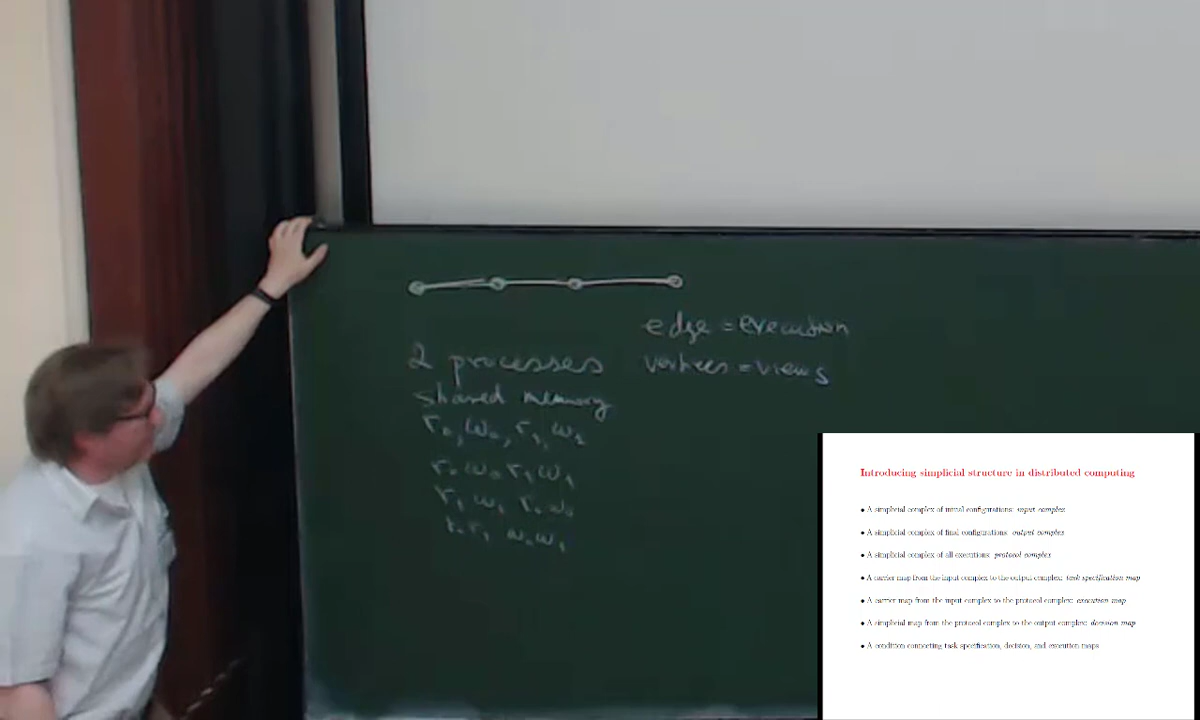 edge = execution
2 processes
vertices = views
shared memory
r₀, w₀, r₁, w₁
r₀ w₀ r₁ w₁
r₁ w₁ r₀ w₀
r₀ r₁ w₀ w₁
Introducing simplicial structure in distributed computing
• A simplicial complex of initial configurations: input complex
• A simplicial complex of final configurations: output complex
• A simplicial complex of all executions: protocol complex
• A carrier map from the input complex to the output complex: task specification map
• A carrier map from the input complex to the protocol complex: execution map
• A simplicial map from the protocol complex to the output complex: decision map
• A condition connecting task specification, decision, and execution maps